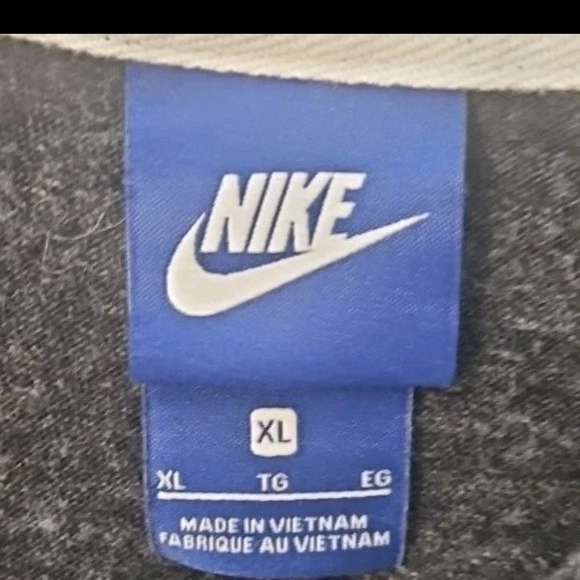 NIKE
XL
XL TG EG
MADE IN VIETNAM
FABRIQUE AU VIETNAM